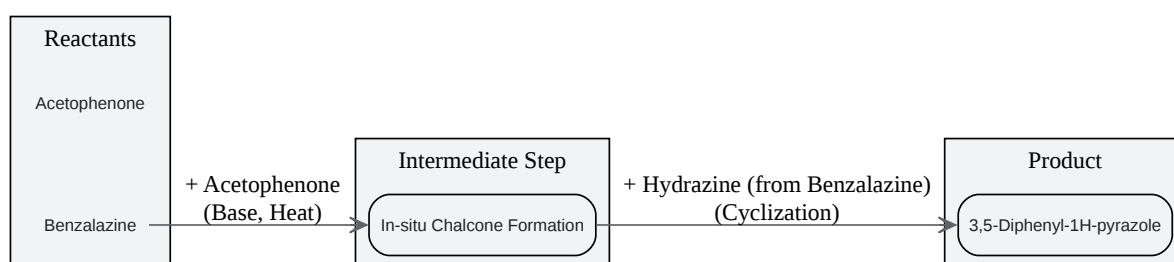 Reactants
Acetophenone
Benzalazine
+ Acetophenone
(Base, Heat)
Intermediate Step
In-situ Chalcone Formation
+ Hydrazine (from Benzalazine)
(Cyclization)
Product
3,5-Diphenyl-1H-pyrazole